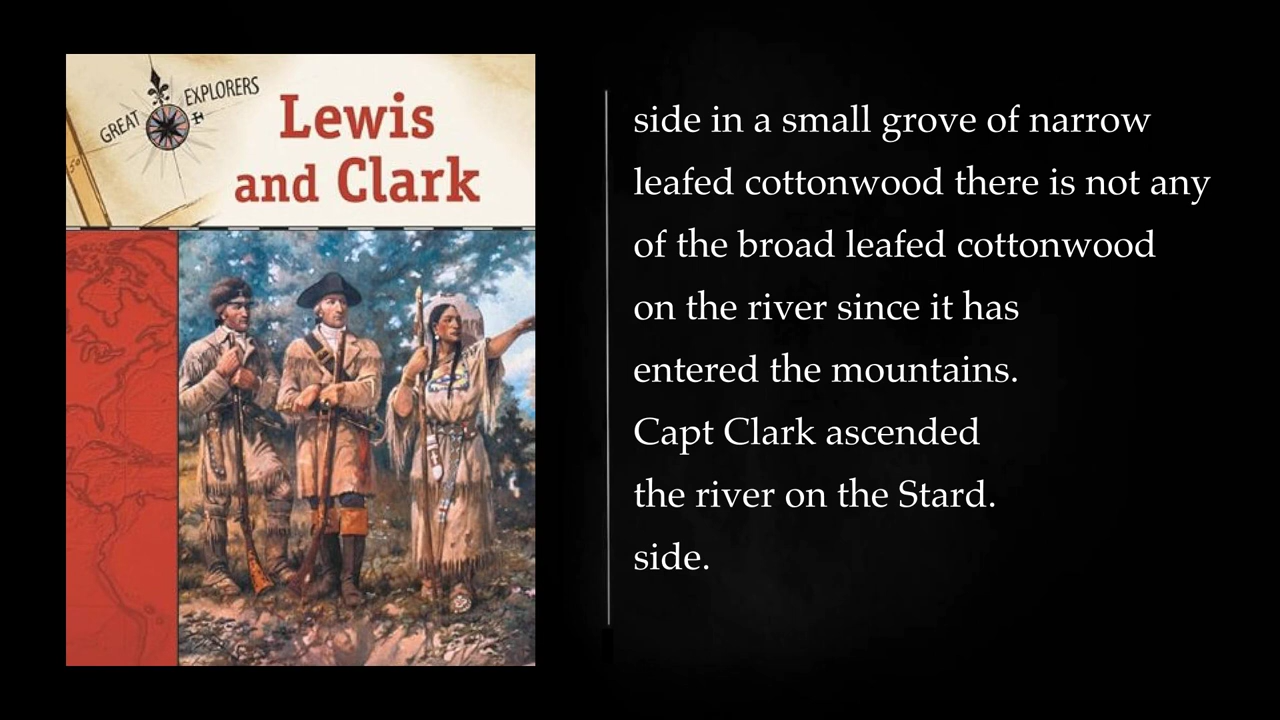 GREAT EXPLORERS
Lewis
and Clark
50
side in a small grove of narrow
leafed cottonwood there is not any
of the broad leafed cottonwood
on the river since it has
entered the mountains.
Capt Clark ascended
the river on the Stard.
side.